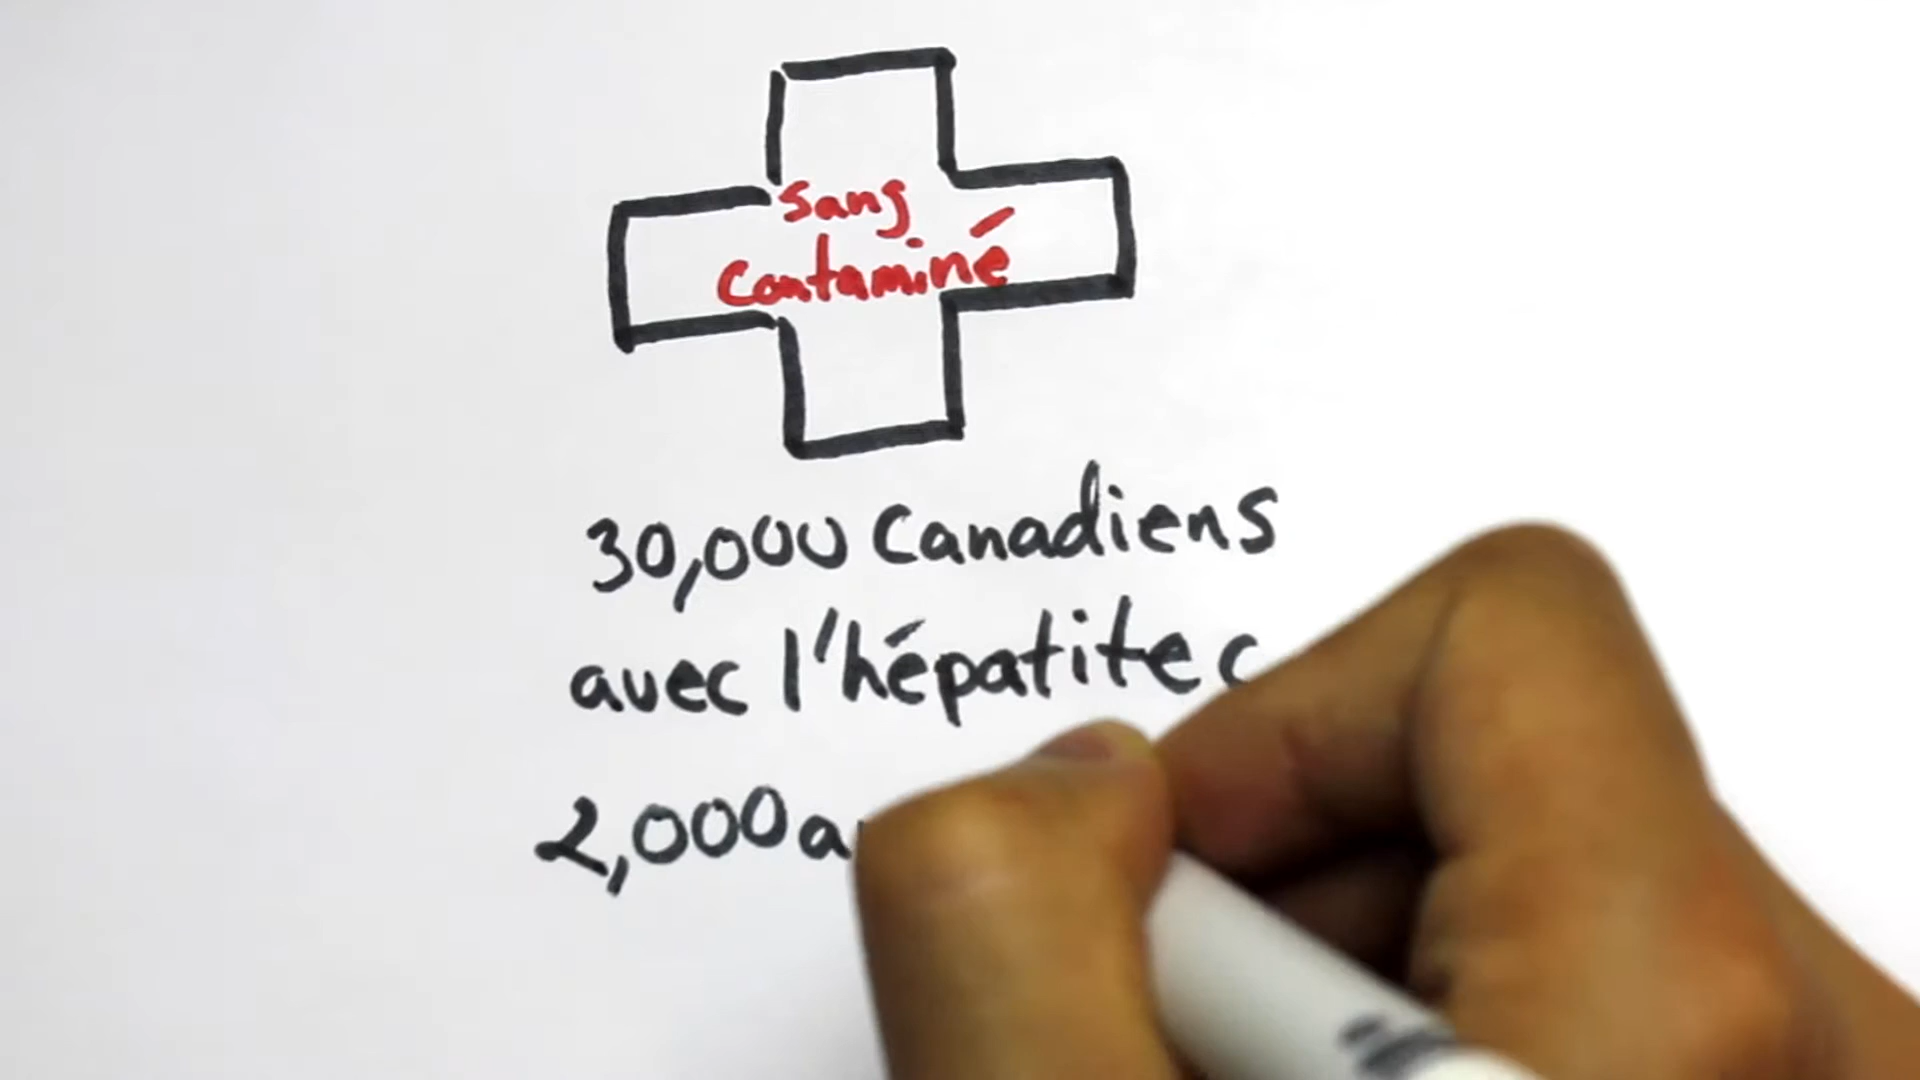 Sang
Contaminé
30,000 Canadiens
avec l'hépatite c
2,000